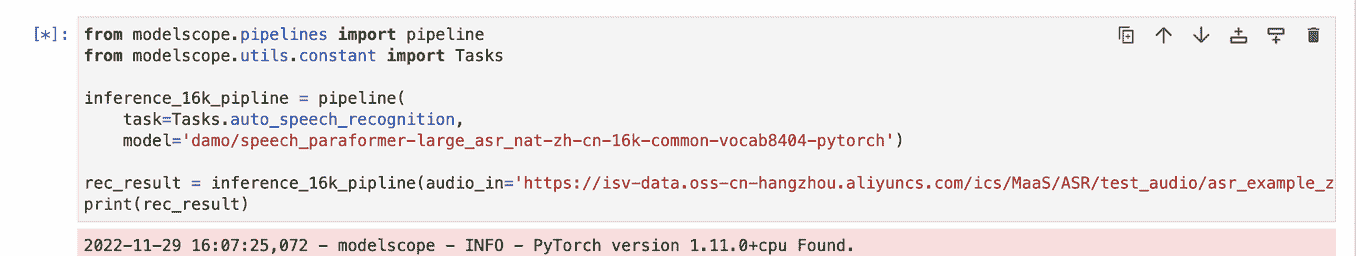 [*]: from modelscope.pipelines import pipeline
from modelscope.utils.constant import Tasks
inference_16k_pipline = pipeline(
task=Tasks.auto_speech_recognition,
model='damo/speech_paraformer-large_asr_nat-zh-cn-16k-common-vocab8404-pytorch')
rec_result = inference_16k_pipline(audio_in='https://isv-data.oss-cn-hangzhou.aliyuncs.com/ics/MaaS/ASR/test_audio/asr_example_z
print(rec_result)
2022-11-29 16:07:25,072 - modelscope - INFO - PyTorch version 1.11.0+cpu Found.